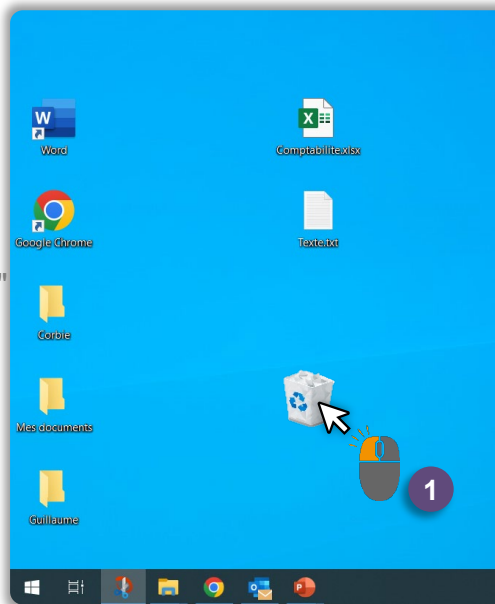 Word
Comptabilite.xlsx
Google Chrome
Texte.txt
"
Corbie
Mes documents
1
Guillaume